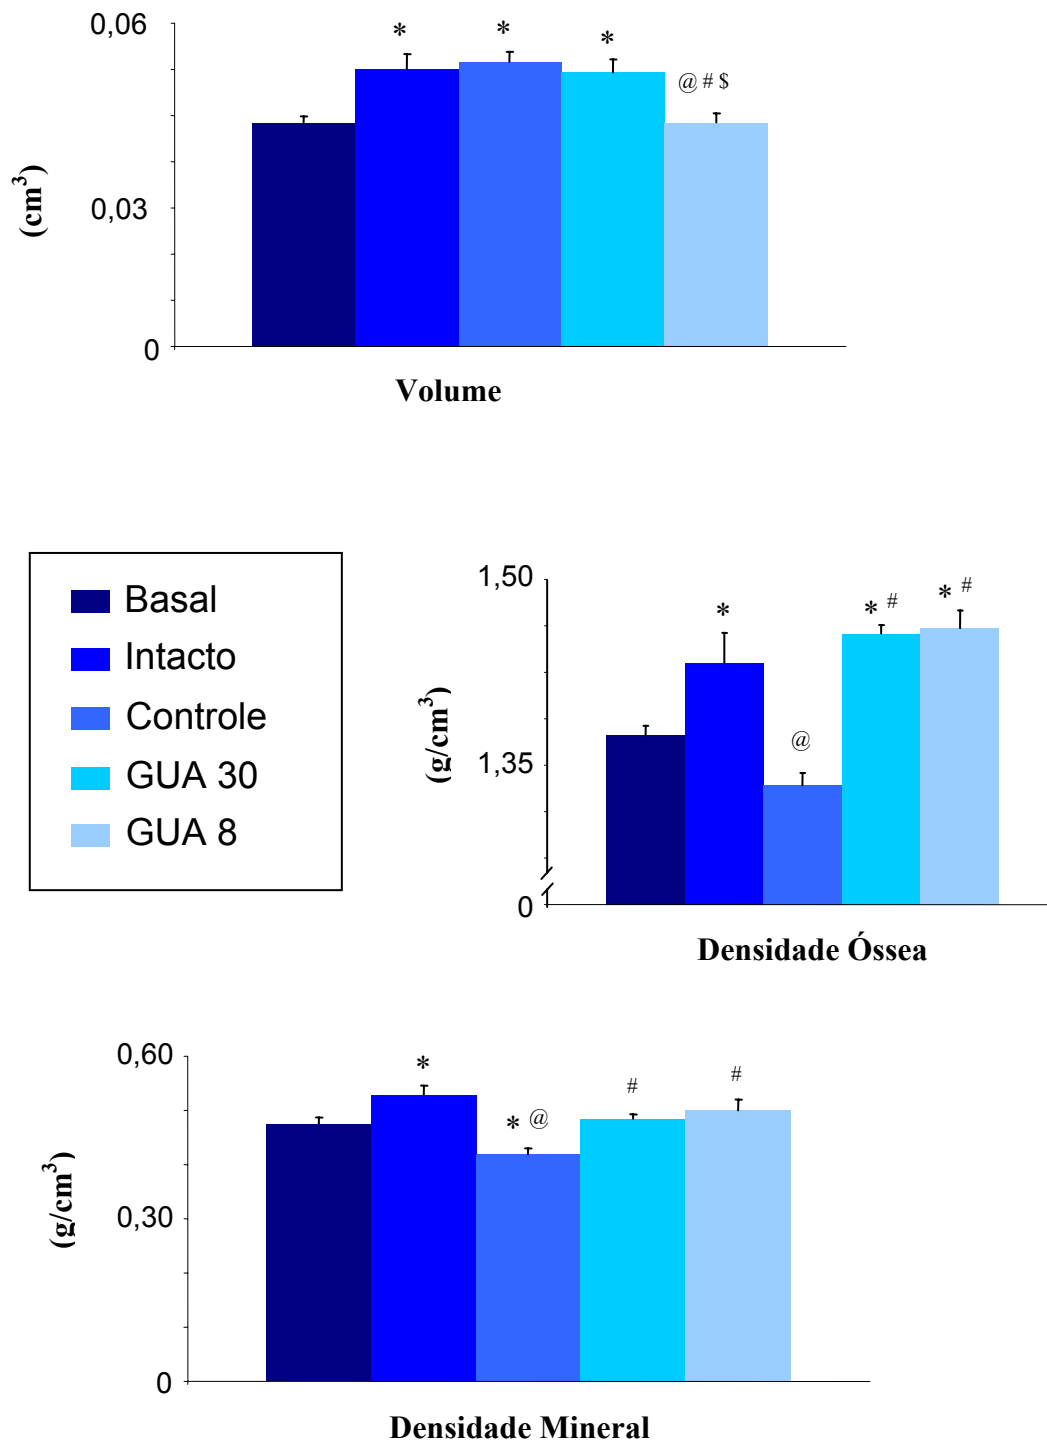 0,06
* * *
@ # $
(cm³)
0,03
0
Volume
Basal
Intacto
Controle
GUA 30
GUA 8
1,50
* * # * #
@
(g/cm³)
1,35
0
Densidade Óssea
0,60
* # #
* @
(g/cm³)
0,30
0
Densidade Mineral